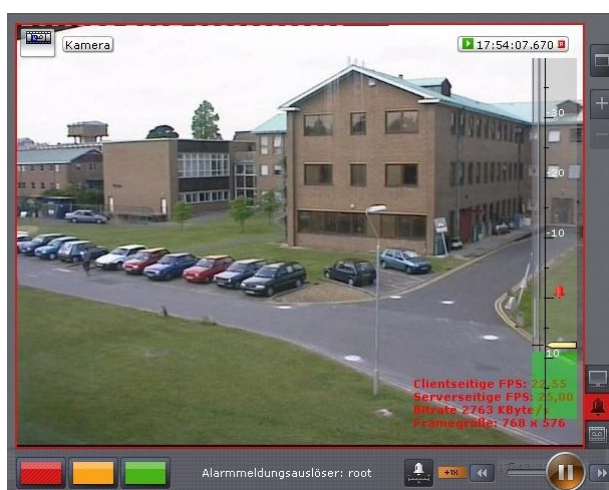 Kamera
17:54:07.670
-30
-20
-10
10
Clientseitige FPS: 22,55
Serverseitige FPS: 25,00
Bitrate 2763 KByte/s
Framegröße: 768 x 576
Alarmmeldungsauslöser: root